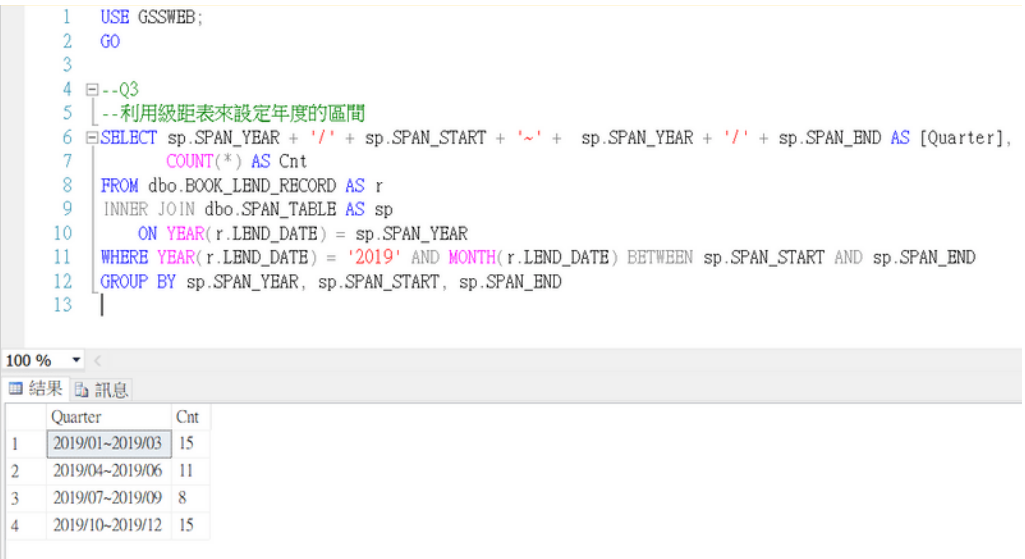 1 USE GSSWEB;
2 GO
3
4 --Q3
5 --利用級距表來設定年度的區間
6 SELECT sp.SPAN_YEAR + '/' + sp.SPAN_START + '~' +  sp.SPAN_YEAR + '/' + sp.SPAN_END AS [Quarter],
7 COUNT(*) AS Cnt
8 FROM dbo.BOOK_LEND_RECORD AS r
9 INNER JOIN dbo.SPAN_TABLE AS sp
10 ON YEAR(r.LEND_DATE) = sp.SPAN_YEAR
11 WHERE YEAR(r.LEND_DATE) = '2019' AND MONTH(r.LEND_DATE) BETWEEN sp.SPAN_START AND sp.SPAN_END
12 GROUP BY sp.SPAN_YEAR, sp.SPAN_START, sp.SPAN_END
13
100 %
结果 訊息
Quarter Cnt
1 2019/01~2019/03 15
2 2019/04~2019/06 11
3 2019/07~2019/09 8
4 2019/10~2019/12 15